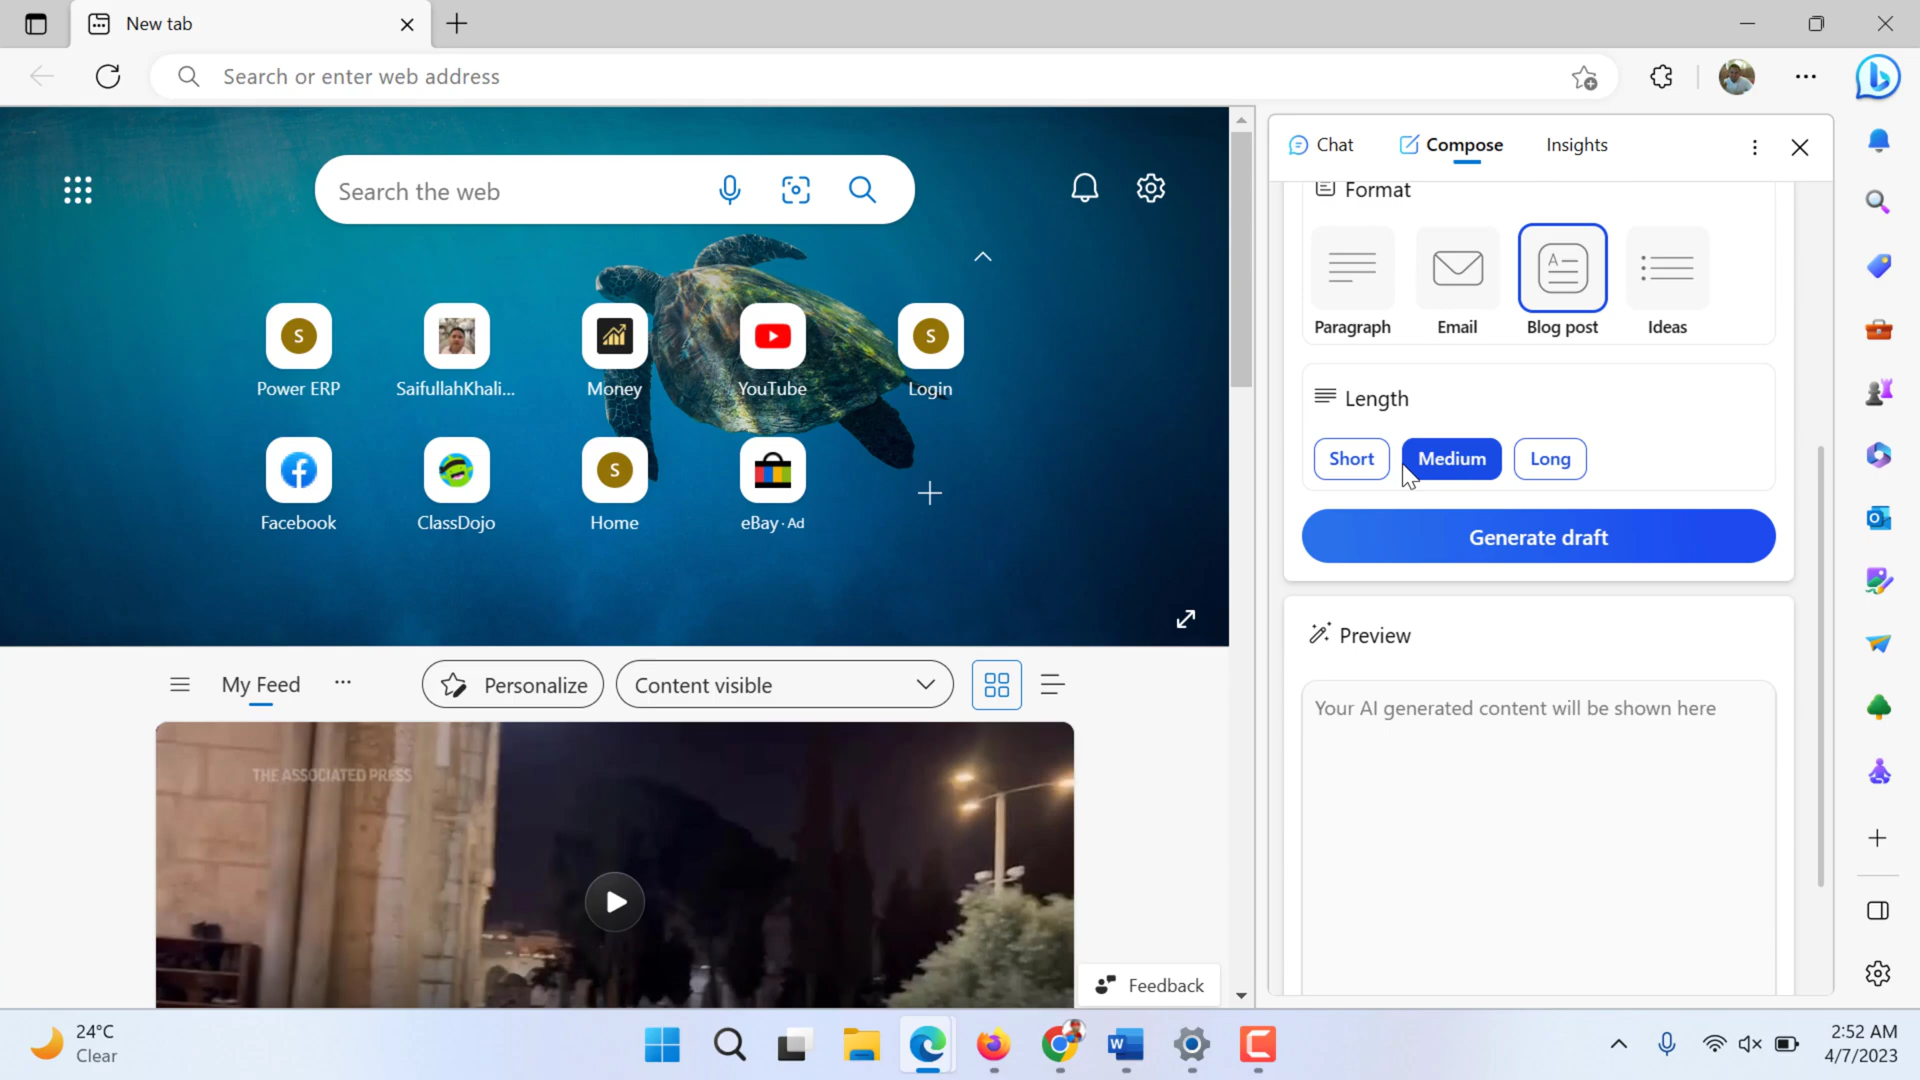 New tab
Search or enter web address
Search the web
Power ERP
SaifullahKhali...
Money
YouTube
Login
Facebook
ClassDojo
Home
eBay · Ad
S
S
S
My Feed
Personalize
Content visible
THE ASSOCIATED PRESS
Feedback
Chat
Compose
Insights
Format
Paragraph
Email
Blog post
Ideas
Length
Short
Medium
Long
Generate draft
Preview
Your AI generated content will be shown here
24°C
Clear
2:52 AM
4/7/2023